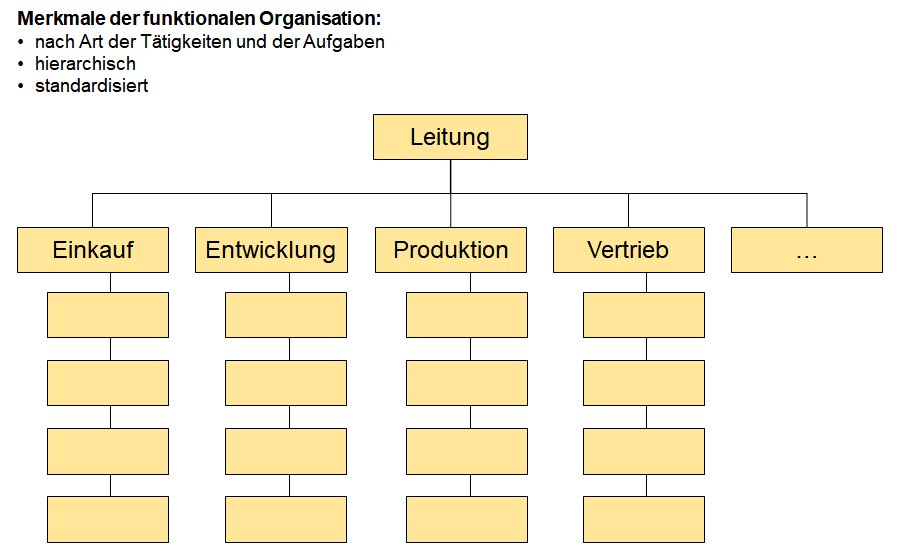 Merkmale der funktionalen Organisation:
• nach Art der Tätigkeiten und der Aufgaben
• hierarchisch
• standardisiert
Leitung
Einkauf
Entwicklung
Produktion
Vertrieb
…